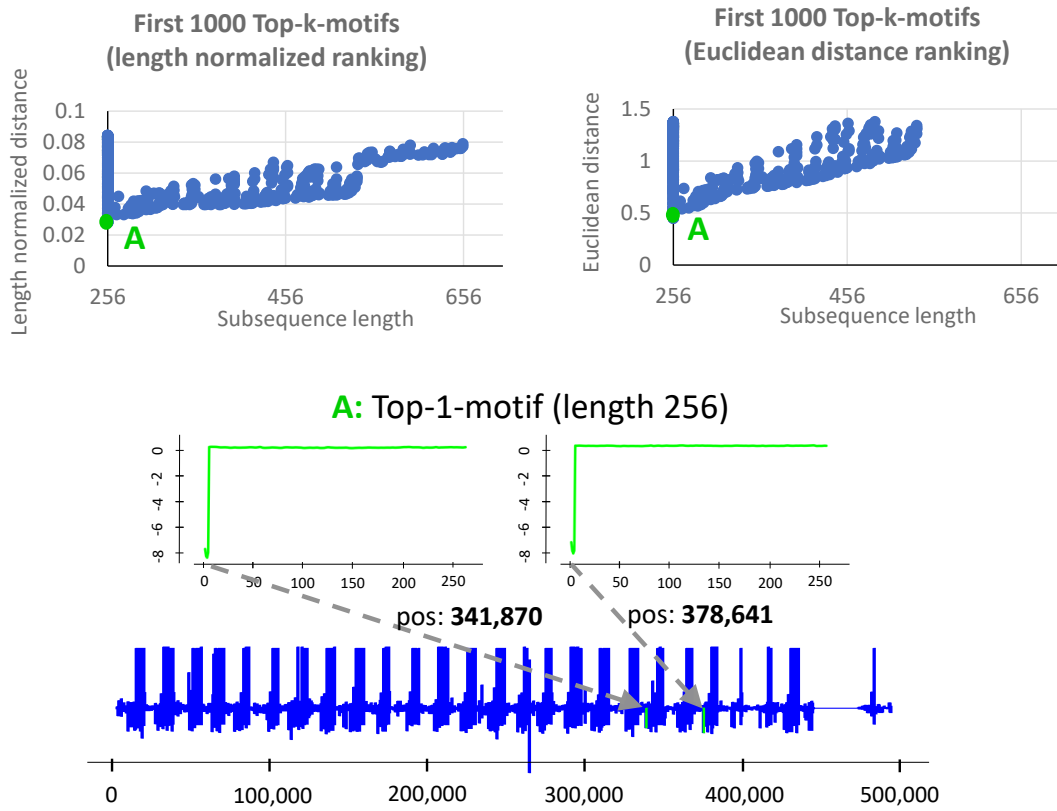 First 1000 Top-k-motifs
(length normalized ranking)
Length normalized distance
0.1
0.08
0.06
0.04
0.02
0
A
256
456
656
Subsequence length
First 1000 Top-k-motifs
(Euclidean distance ranking)
Euclidean distance
1.5
1
0.5
0
A
256
456
656
Subsequence length
A: Top-1-motif (length 256)
0
-2
-4
-6
-8
0 50 100 150 200 250
0
-2
-4
-6
-8
0 50 100 150 200 250
pos: 341,870
pos: 378,641
0 100,000 200,000 300,000 400,000 500,000